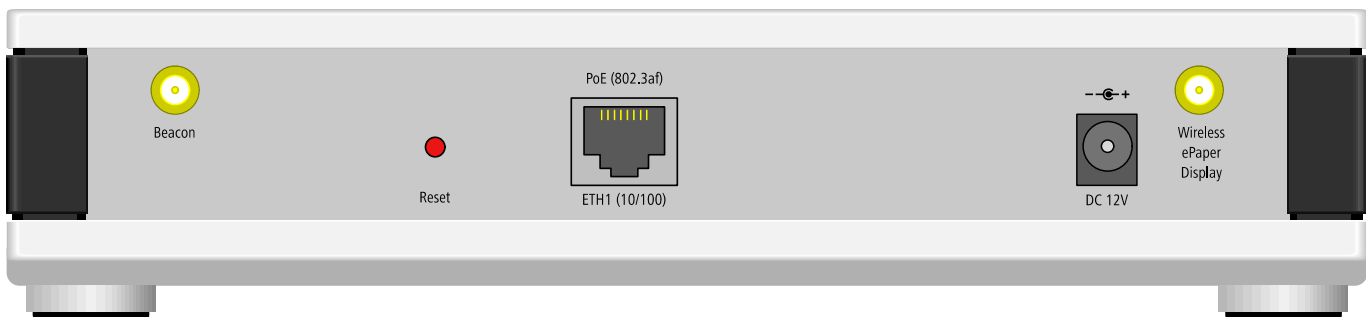 Beacon
Reset
PoE (802.3af)
ETH1 (10/100)
DC 12V
Wireless
ePaper
Display